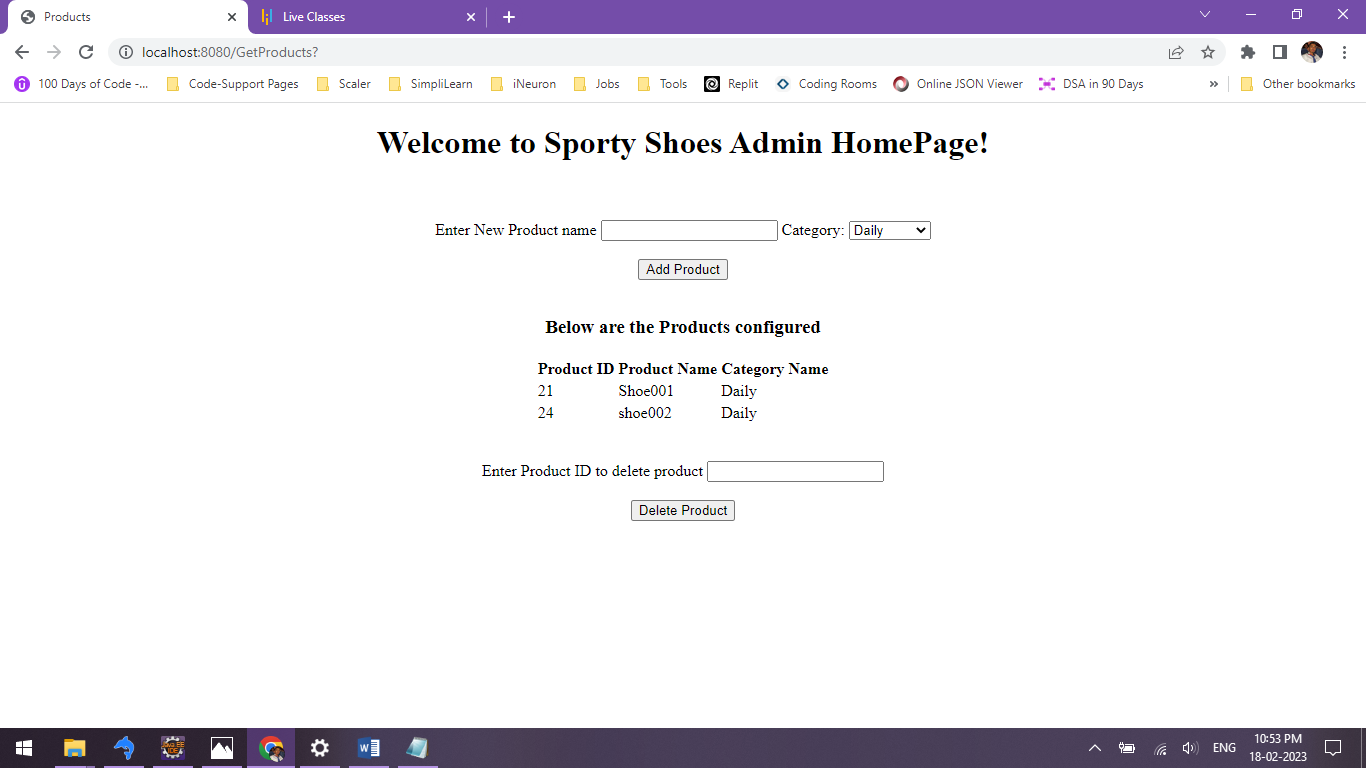 Products
Live Classes
localhost:8080/GetProducts?
100 Days of Code -... Code-Support Pages Scaler SimpliLearn iNeuron Jobs Tools Replit Coding Rooms Online JSON Viewer DSA in 90 Days » Other bookmarks
Welcome to Sporty Shoes Admin HomePage!
Enter New Product name Category: Daily
Add Product
Below are the Products configured
Product ID Product Name Category Name
21 Shoe001 Daily
24 shoe002 Daily
Enter Product ID to delete product
Delete Product
ENG
10:53 PM
18-02-2023